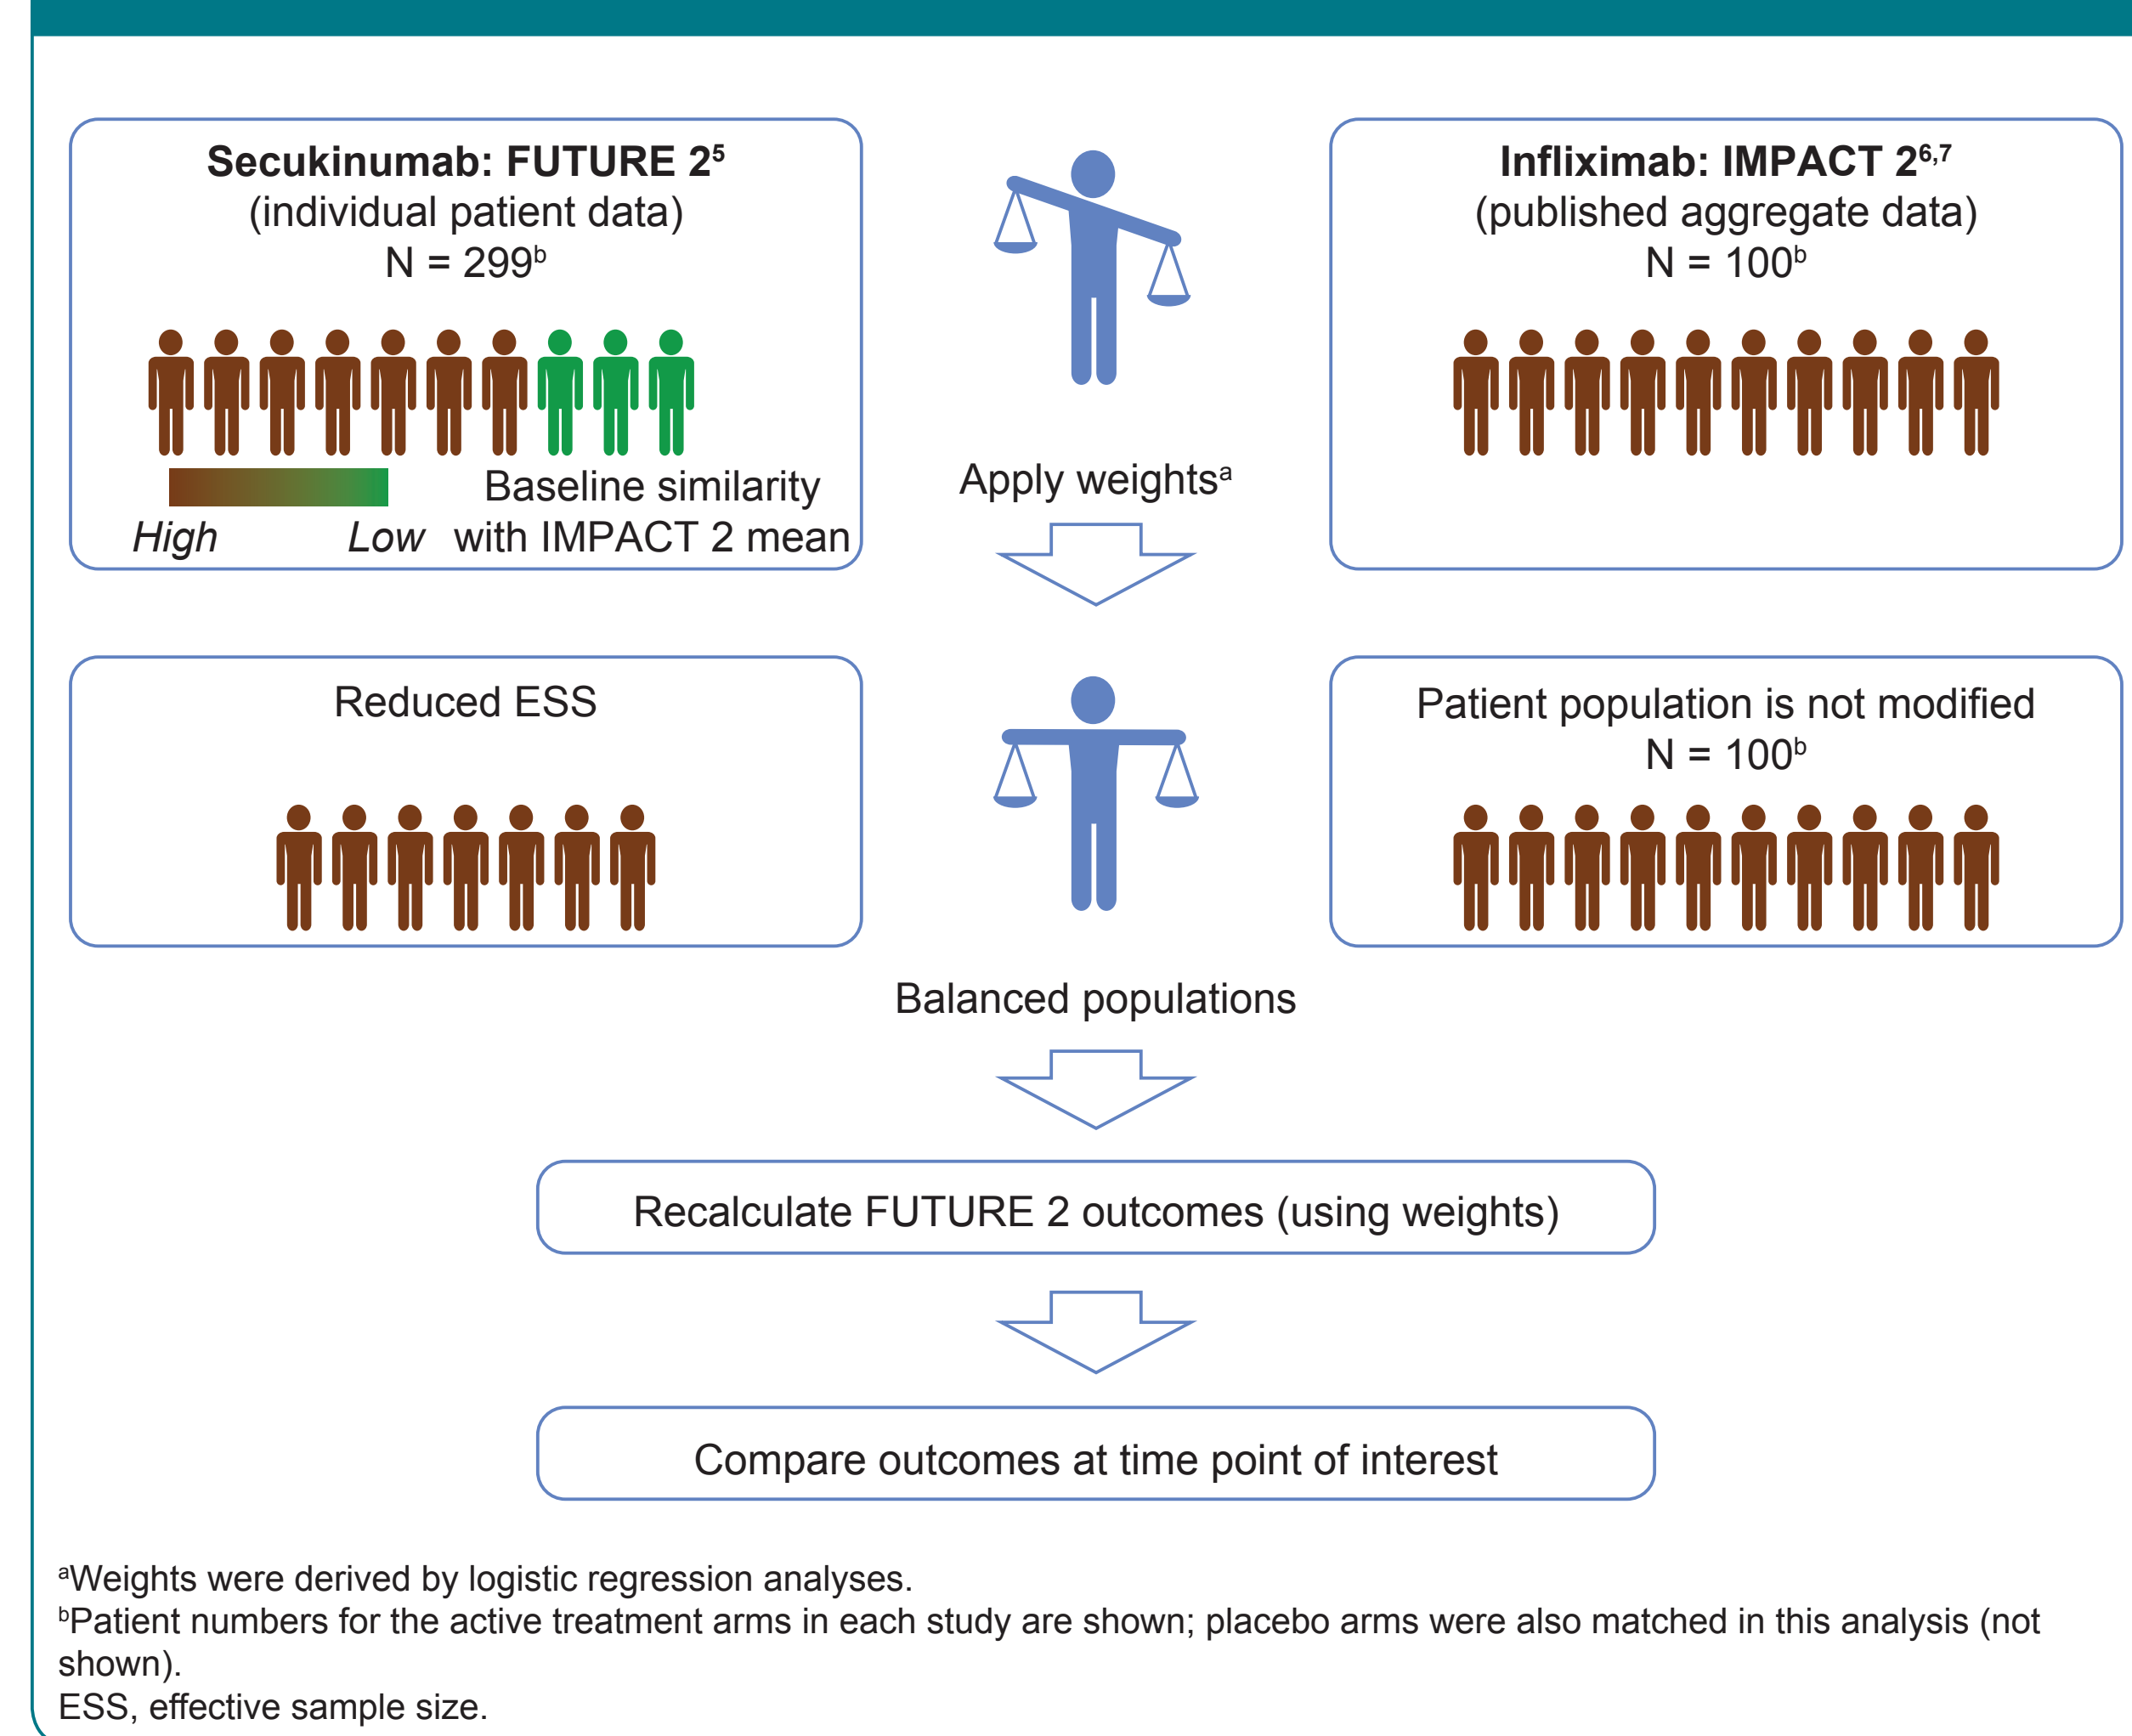 Secukinumab: FUTURE 2⁵
(individual patient data)
N = 299ᵇ
High
Low
Baseline similarity
with IMPACT 2 mean
Apply weightsᵃ
Infliximab: IMPACT 2⁶,⁷
(published aggregate data)
N = 100ᵇ
Reduced ESS
Patient population is not modified
N = 100ᵇ
Balanced populations
Recalculate FUTURE 2 outcomes (using weights)
Compare outcomes at time point of interest
ᵃWeights were derived by logistic regression analyses.
ᵇPatient numbers for the active treatment arms in each study are shown; placebo arms were also matched in this analysis (not
shown).
ESS, effective sample size.